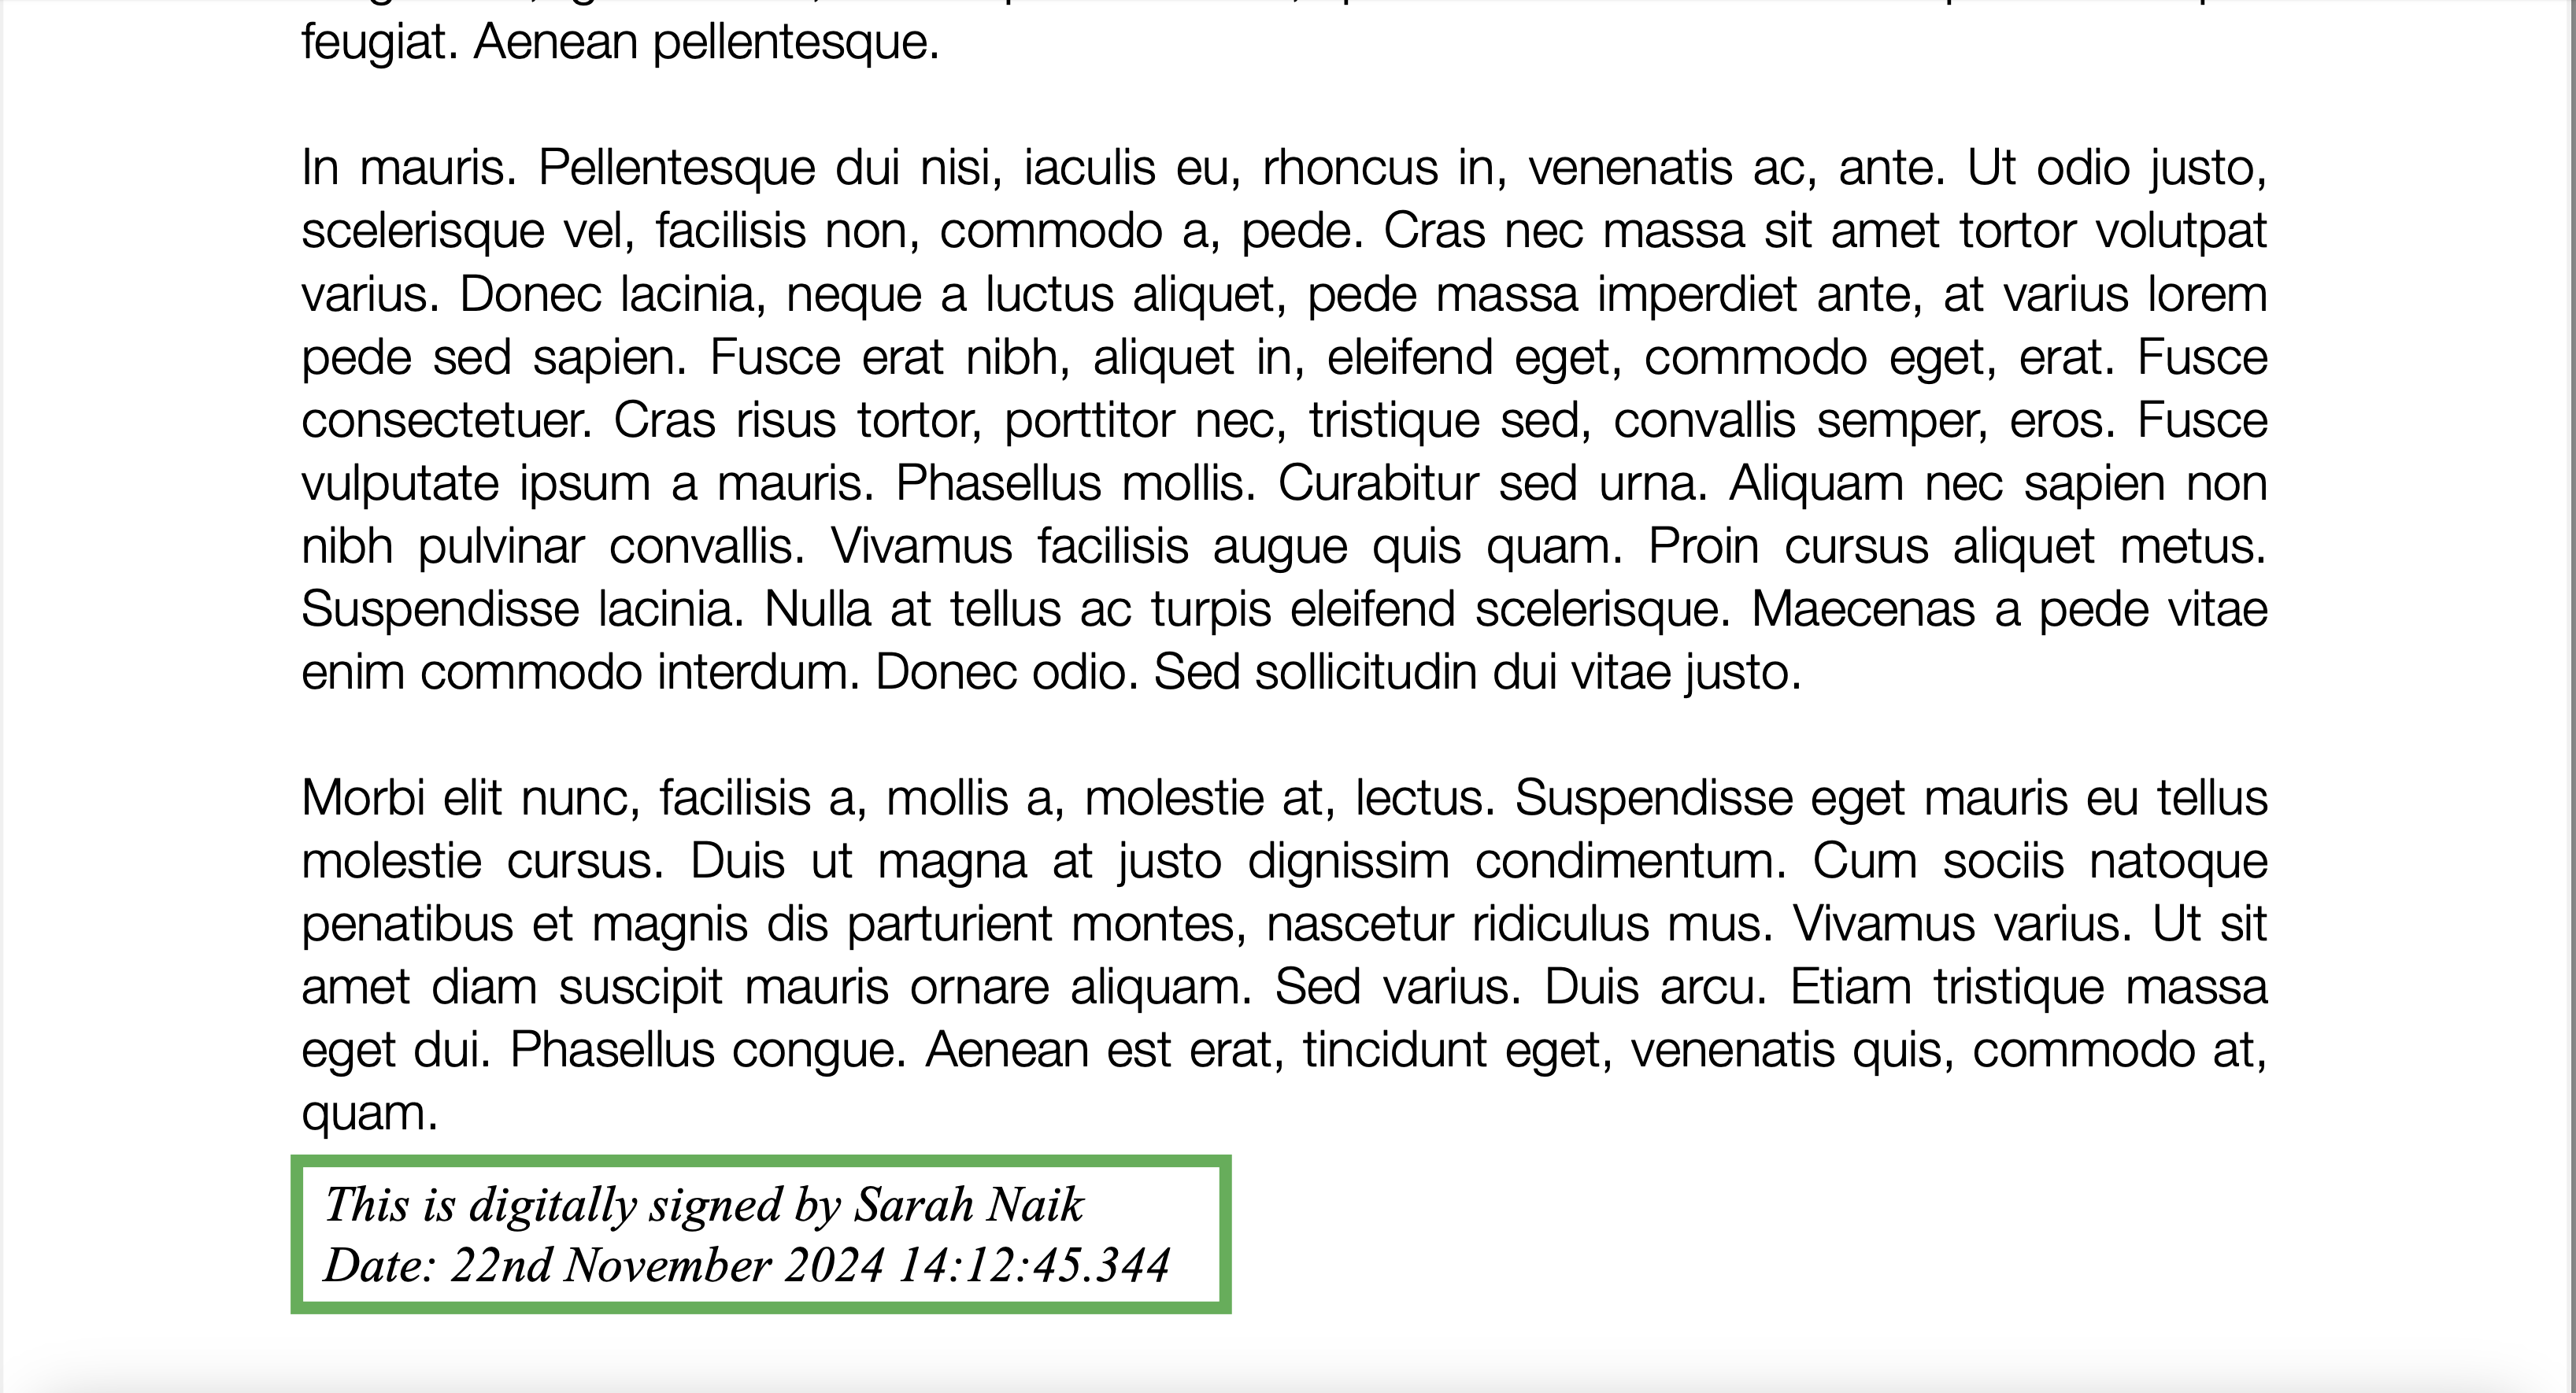 feugiat. Aenean pellentesque.
In mauris. Pellentesque dui nisi, iaculis eu, rhoncus in, venenatis ac, ante. Ut odio justo,
scelerisque vel, facilisis non, commodo a, pede. Cras nec massa sit amet tortor volutpat
varius. Donec lacinia, neque a luctus aliquet, pede massa imperdiet ante, at varius lorem
pede sed sapien. Fusce erat nibh, aliquet in, eleifend eget, commodo eget, erat. Fusce
consectetuer. Cras risus tortor, porttitor nec, tristique sed, convallis semper, eros. Fusce
vulputate ipsum a mauris. Phasellus mollis. Curabitur sed urna. Aliquam nec sapien non
nibh pulvinar convallis. Vivamus facilisis augue quis quam. Proin cursus aliquet metus.
Suspendisse lacinia. Nulla at tellus ac turpis eleifend scelerisque. Maecenas a pede vitae
enim commodo interdum. Donec odio. Sed sollicitudin dui vitae justo.
Morbi elit nunc, facilisis a, mollis a, molestie at, lectus. Suspendisse eget mauris eu tellus
molestie cursus. Duis ut magna at justo dignissim condimentum. Cum sociis natoque
penatibus et magnis dis parturient montes, nascetur ridiculus mus. Vivamus varius. Ut sit
amet diam suscipit mauris ornare aliquam. Sed varius. Duis arcu. Etiam tristique massa
eget dui. Phasellus congue. Aenean est erat, tincidunt eget, venenatis quis, commodo at,
quam.
This is digitally signed by Sarah Naik
Date: 22nd November 2024 14:12:45.344